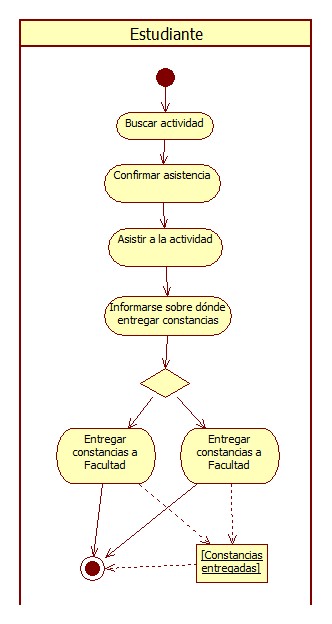 Estudiante
Buscar actividad
Confirmar asistencia
Asistir a la actividad
Informarse sobre dónde
entregar constancias
Entregar
constancias a
Facultad
Entregar
constancias a
Facultad
[Constancias
entregadas]